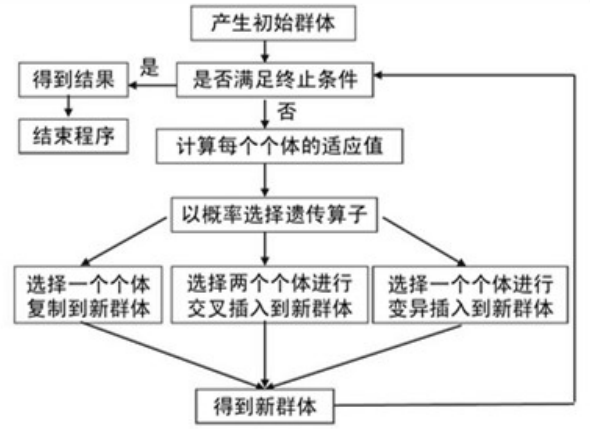 产生初始群体
得到结果
是
是否满足终止条件
否
结束程序
计算每个个体的适应值
以概率选择遗传算子
选择一个个体
复制到新群体
选择两个个体进行
交叉插入到新群体
选择一个个体进行
变异插入到新群体
得到新群体